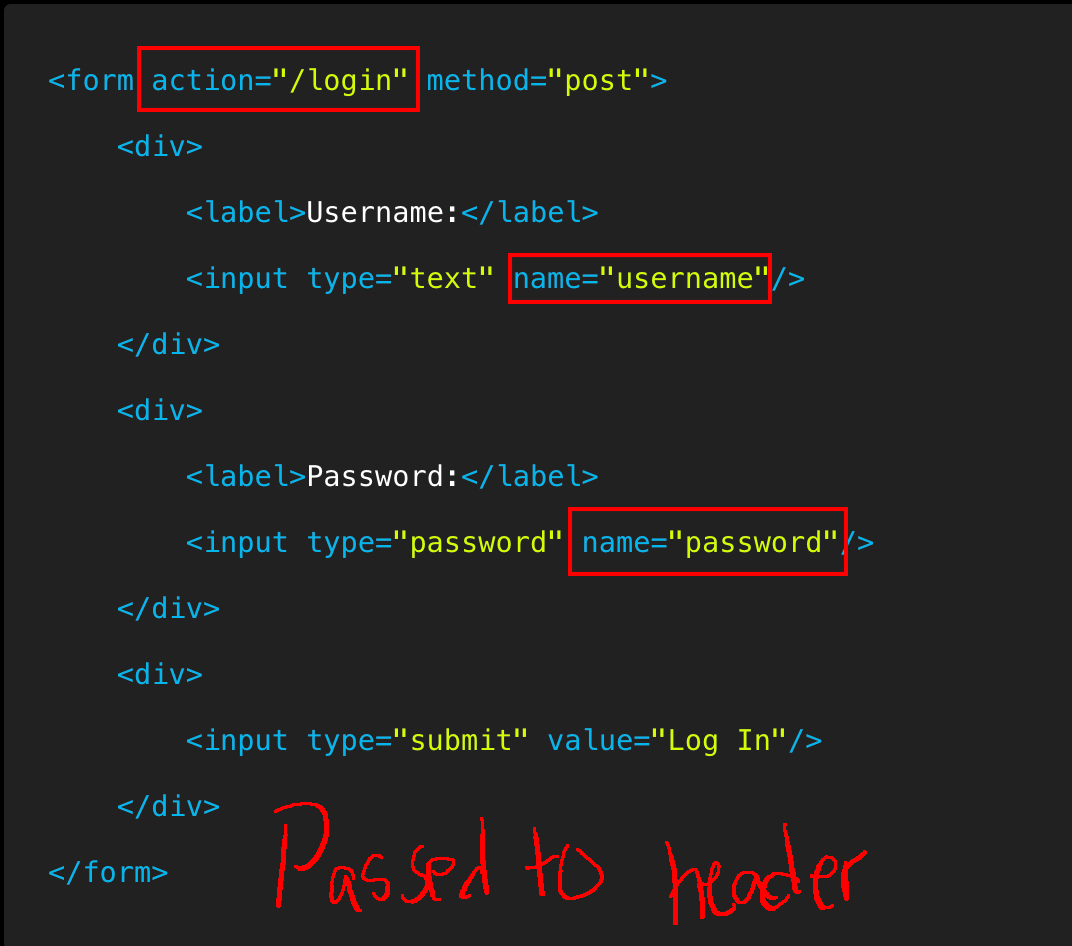 <form action="/login" method="post">
<div>
<label>Username:</label>
<input type="text" name="username"/>
</div>
<div>
<label>Password:</label>
<input type="password" name="password"/>
</div>
<div>
<input type="submit" value="Log In"/>
</div>
</form>
Passed to header